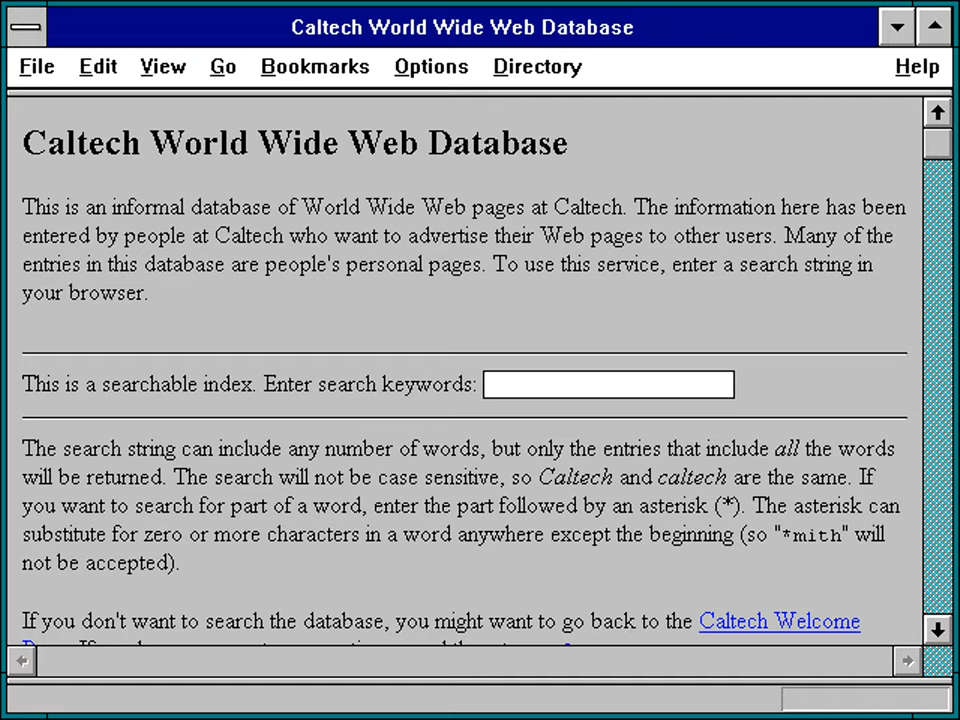 Caltech World Wide Web Database
File Edit View Go Bookmarks Options Directory Help
Caltech World Wide Web Database
This is an informal database of World Wide Web pages at Caltech. The information here has been
entered by people at Caltech who want to advertise their Web pages to other users. Many of the
entries in this database are people's personal pages. To use this service, enter a search string in
your browser.
This is a searchable index. Enter search keywords:
The search string can include any number of words, but only the entries that include all the words
will be returned. The search will not be case sensitive, so Caltech and caltech are the same. If
you want to search for part of a word, enter the part followed by an asterisk (*). The asterisk can
substitute for zero or more characters in a word anywhere except the beginning (so "*mith" will
not be accepted).
If you don't want to search the database, you might want to go back to the Caltech Welcome